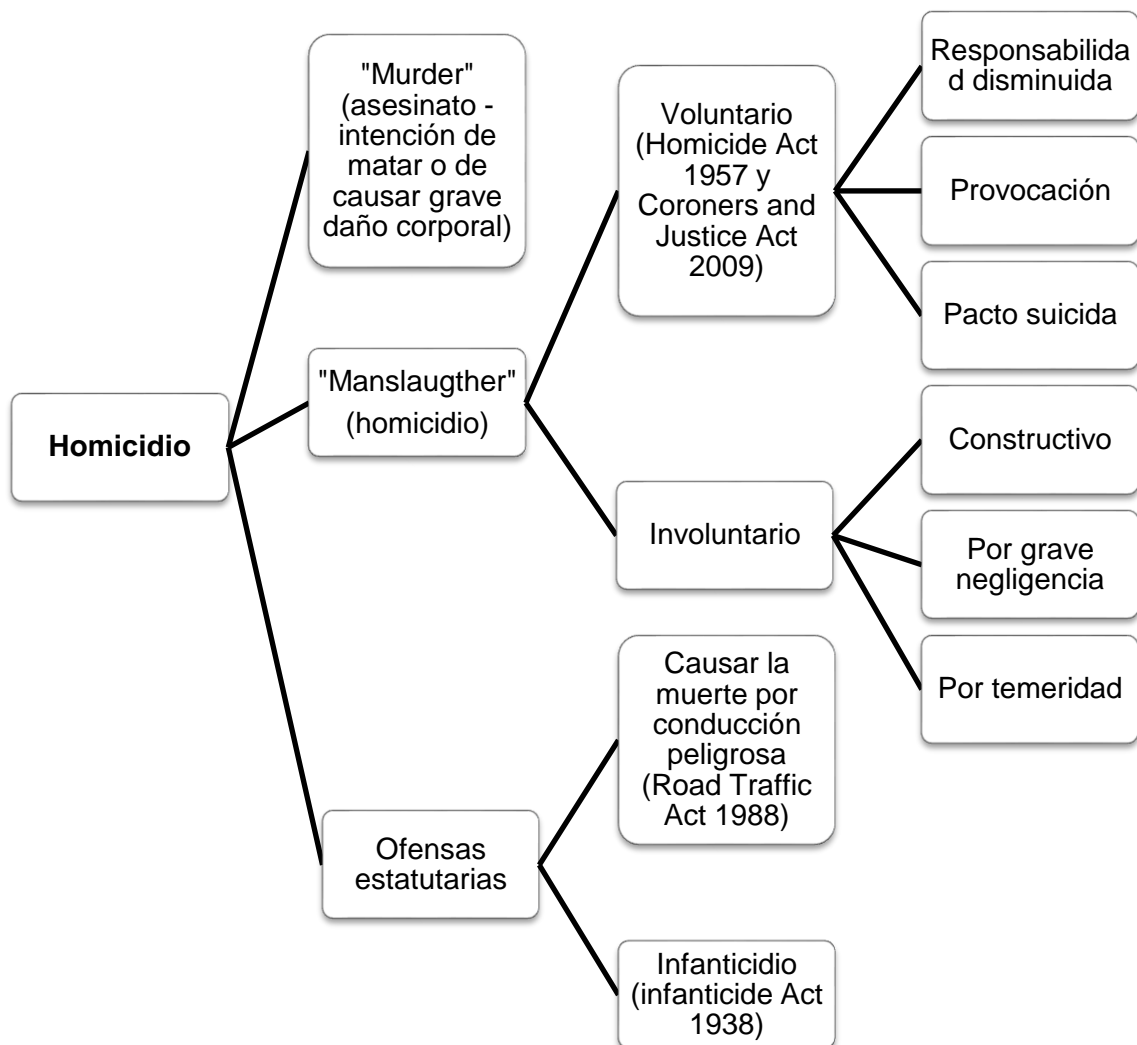 Homicidio
"Murder"
(asesinato -
intención de
matar o de
causar grave
daño corporal)
"Manslaugther"
(homicidio)
Voluntario
(Homicide Act
1957 y
Coroners and
Justice Act
2009)
Responsabilida
d disminuida
Provocación
Pacto suicida
Involuntario
Constructivo
Por grave
negligencia
Por temeridad
Ofensas
estatutarias
Causar la
muerte por
conducción
peligrosa
(Road Traffic
Act 1988)
Infanticidio
(infanticide Act
1938)